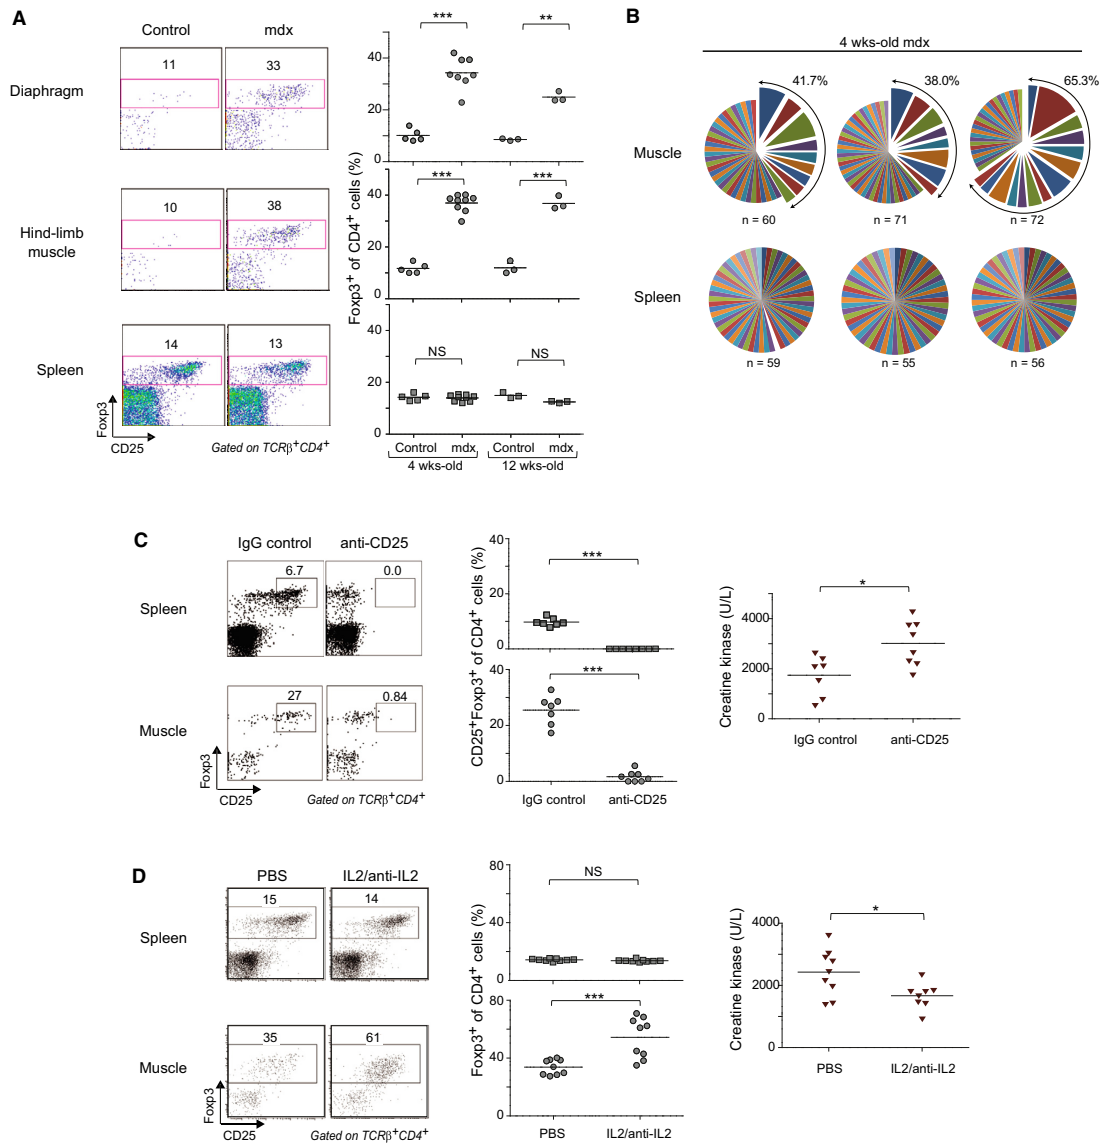 A
Control
mdx
Diaphragm
11
33
Hind-limb
muscle
10
38
Spleen
14
13
Foxp3
CD25
Gated on TCRβ+CD4+
Foxp3+ of CD4+ cells (%)
***
**
40
20
0
***
***
40
20
0
NS
NS
40
20
0
Control
mdx
Control
mdx
4 wks-old
12 wks-old
B
4 wks-old mdx
Muscle
41.7%
38.0%
65.3%
n = 60
n = 71
n = 72
Spleen
n = 59
n = 55
n = 56
C
IgG control
anti-CD25
Spleen
6.7
0.0
Muscle
27
0.84
Foxp3
CD25
Gated on TCRβ+CD4+
CD25+Foxp3+ of CD4+ cells (%)
40
20
0
***
40
20
0
***
IgG control
anti-CD25
Creatine kinase (U/L)
4000
2000
0
*
IgG control
anti-CD25
D
PBS
IL2/anti-IL2
Spleen
15
14
Muscle
35
61
Foxp3
CD25
Gated on TCRβ+CD4+
Foxp3+ of CD4+ cells (%)
80
40
0
NS
80
40
0
***
PBS
IL2/anti-IL2
Creatine kinase (U/L)
4000
2000
0
*
PBS
IL2/anti-IL2